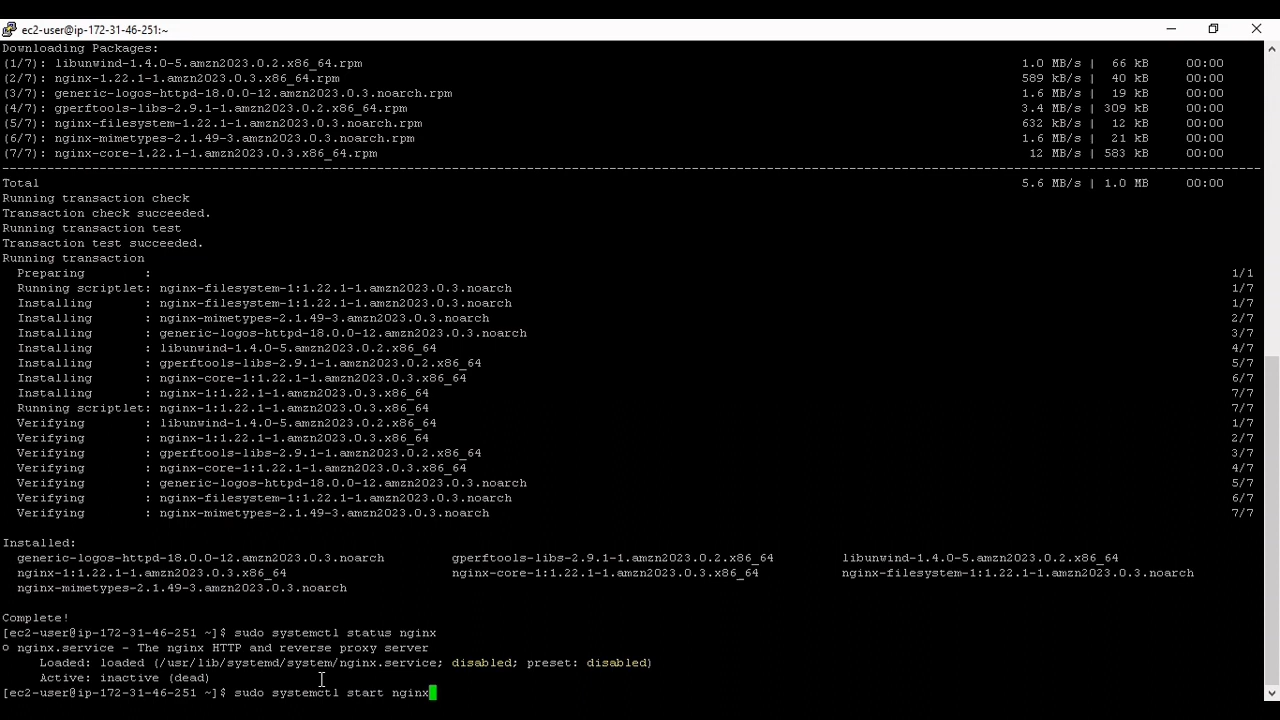 ec2-user@ip-172-31-46-251:~
Downloading Packages:
(1/7): libunwind-1.4.0-5.amzn2023.0.2.x86_64.rpm 1.0 MB/s | 66 kB 00:00
(2/7): nginx-1.22.1-1.amzn2023.0.3.x86_64.rpm 589 kB/s | 40 kB 00:00
(3/7): generic-logos-httpd-18.0.0-12.amzn2023.0.3.noarch.rpm 1.6 MB/s | 19 kB 00:00
(4/7): gperftools-libs-2.9.1-1.amzn2023.0.2.x86_64.rpm 3.4 MB/s | 309 kB 00:00
(5/7): nginx-filesystem-1.22.1-1.amzn2023.0.3.noarch.rpm 632 kB/s | 12 kB 00:00
(6/7): nginx-mimetypes-2.1.49-3.amzn2023.0.3.noarch.rpm 1.6 MB/s | 21 kB 00:00
(7/7): nginx-core-1.22.1-1.amzn2023.0.3.x86_64.rpm 12 MB/s | 583 kB 00:00
--------------------------------------------------------------------------------
Total 5.6 MB/s | 1.0 MB 00:00
Running transaction check
Transaction check succeeded.
Running transaction test
Transaction test succeeded.
Running transaction
Preparing : 1/1
Running scriptlet: nginx-filesystem-1:1.22.1-1.amzn2023.0.3.noarch 1/7
Installing : nginx-filesystem-1:1.22.1-1.amzn2023.0.3.noarch 1/7
Installing : nginx-mimetypes-2.1.49-3.amzn2023.0.3.noarch 2/7
Installing : generic-logos-httpd-18.0.0-12.amzn2023.0.3.noarch 3/7
Installing : libunwind-1.4.0-5.amzn2023.0.2.x86_64 4/7
Installing : gperftools-libs-2.9.1-1.amzn2023.0.2.x86_64 5/7
Installing : nginx-core-1:1.22.1-1.amzn2023.0.3.x86_64 6/7
Installing : nginx-1:1.22.1-1.amzn2023.0.3.x86_64 7/7
Running scriptlet: nginx-1:1.22.1-1.amzn2023.0.3.x86_64 7/7
Verifying : libunwind-1.4.0-5.amzn2023.0.2.x86_64 1/7
Verifying : nginx-1:1.22.1-1.amzn2023.0.3.x86_64 2/7
Verifying : gperftools-libs-2.9.1-1.amzn2023.0.2.x86_64 3/7
Verifying : nginx-core-1:1.22.1-1.amzn2023.0.3.x86_64 4/7
Verifying : generic-logos-httpd-18.0.0-12.amzn2023.0.3.noarch 5/7
Verifying : nginx-filesystem-1:1.22.1-1.amzn2023.0.3.noarch 6/7
Verifying : nginx-mimetypes-2.1.49-3.amzn2023.0.3.noarch 7/7
Installed:
generic-logos-httpd-18.0.0-12.amzn2023.0.3.noarch gperftools-libs-2.9.1-1.amzn2023.0.2.x86_64 libunwind-1.4.0-5.amzn2023.0.2.x86_64
nginx-1:1.22.1-1.amzn2023.0.3.x86_64 nginx-core-1:1.22.1-1.amzn2023.0.3.x86_64 nginx-filesystem-1:1.22.1-1.amzn2023.0.3.noarch
nginx-mimetypes-2.1.49-3.amzn2023.0.3.noarch
Complete!
[ec2-user@ip-172-31-46-251 ~]$ sudo systemctl status nginx
○ nginx.service - The nginx HTTP and reverse proxy server
Loaded: loaded (/usr/lib/systemd/system/nginx.service; disabled; preset: disabled)
Active: inactive (dead)
[ec2-user@ip-172-31-46-251 ~]$ sudo systemctl start nginx